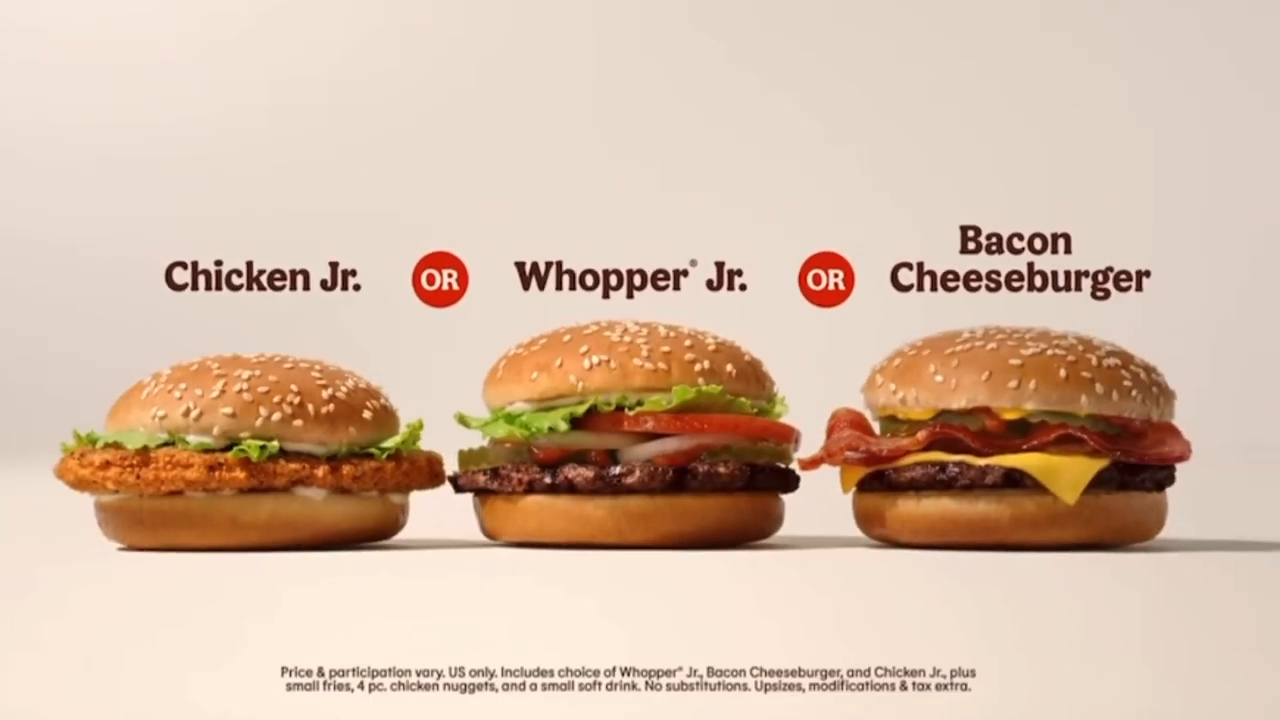 Chicken Jr.
OR
Whopper® Jr.
OR
Bacon
Cheeseburger
Price & participation vary. US only. Includes choice of Whopper® Jr., Bacon Cheeseburger, and Chicken Jr., plus
small fries, 4 pc. chicken nuggets, and a small soft drink. No substitutions. Upsizes, modifications & tax extra.